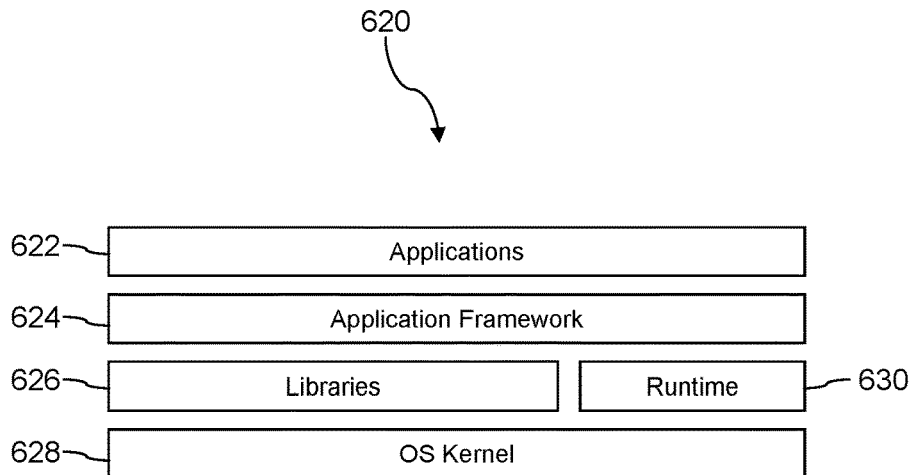 620
622 Applications
624 Application Framework
626 Libraries Runtime 630
628 OS Kernel